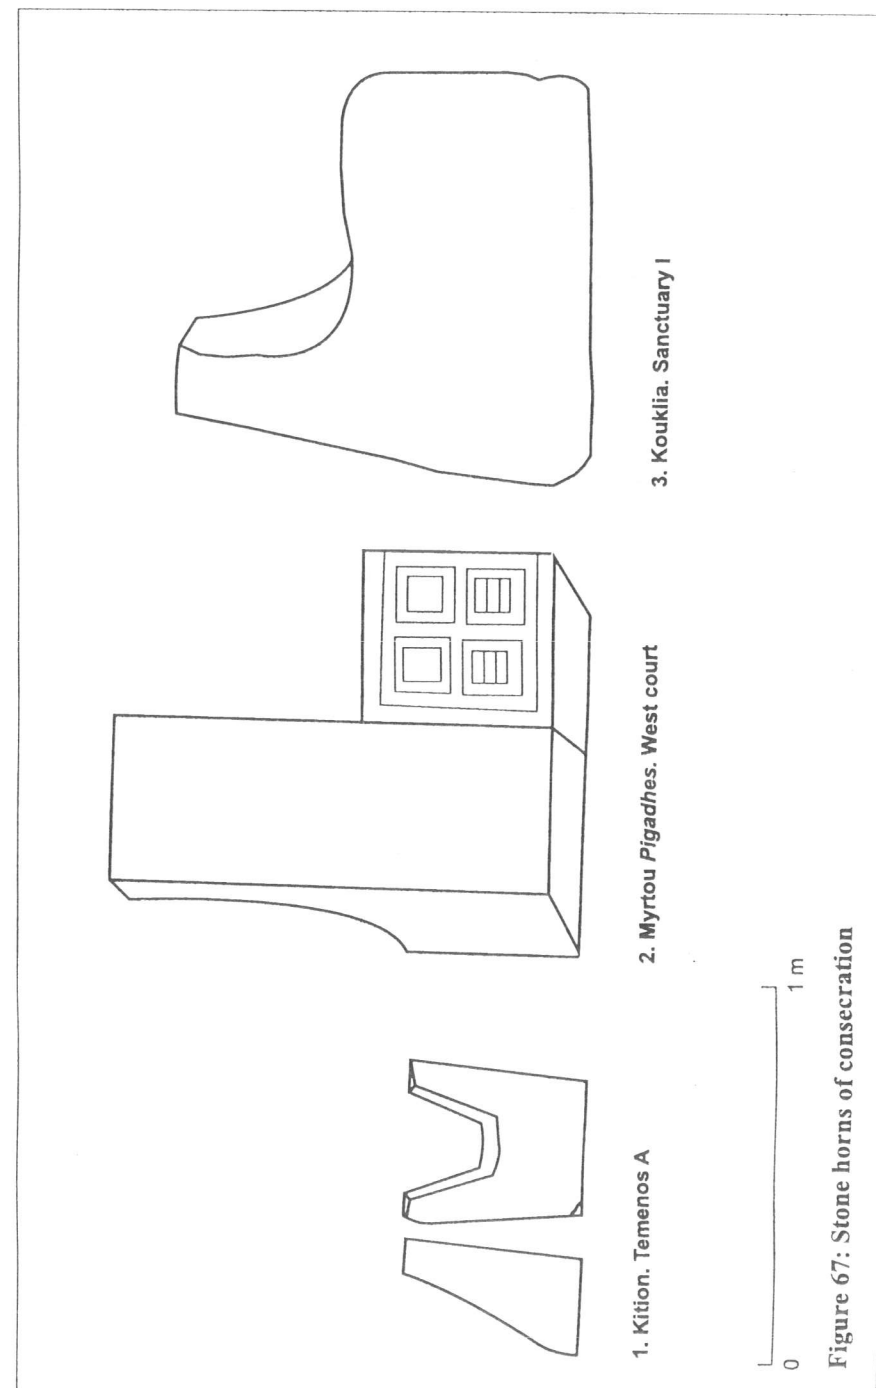 1. Kition. Temenos A
2. Myrtou Pigadhes. West court
3. Kouklia. Sanctuary I
0 1 m
Figure 67: Stone horns of consecration